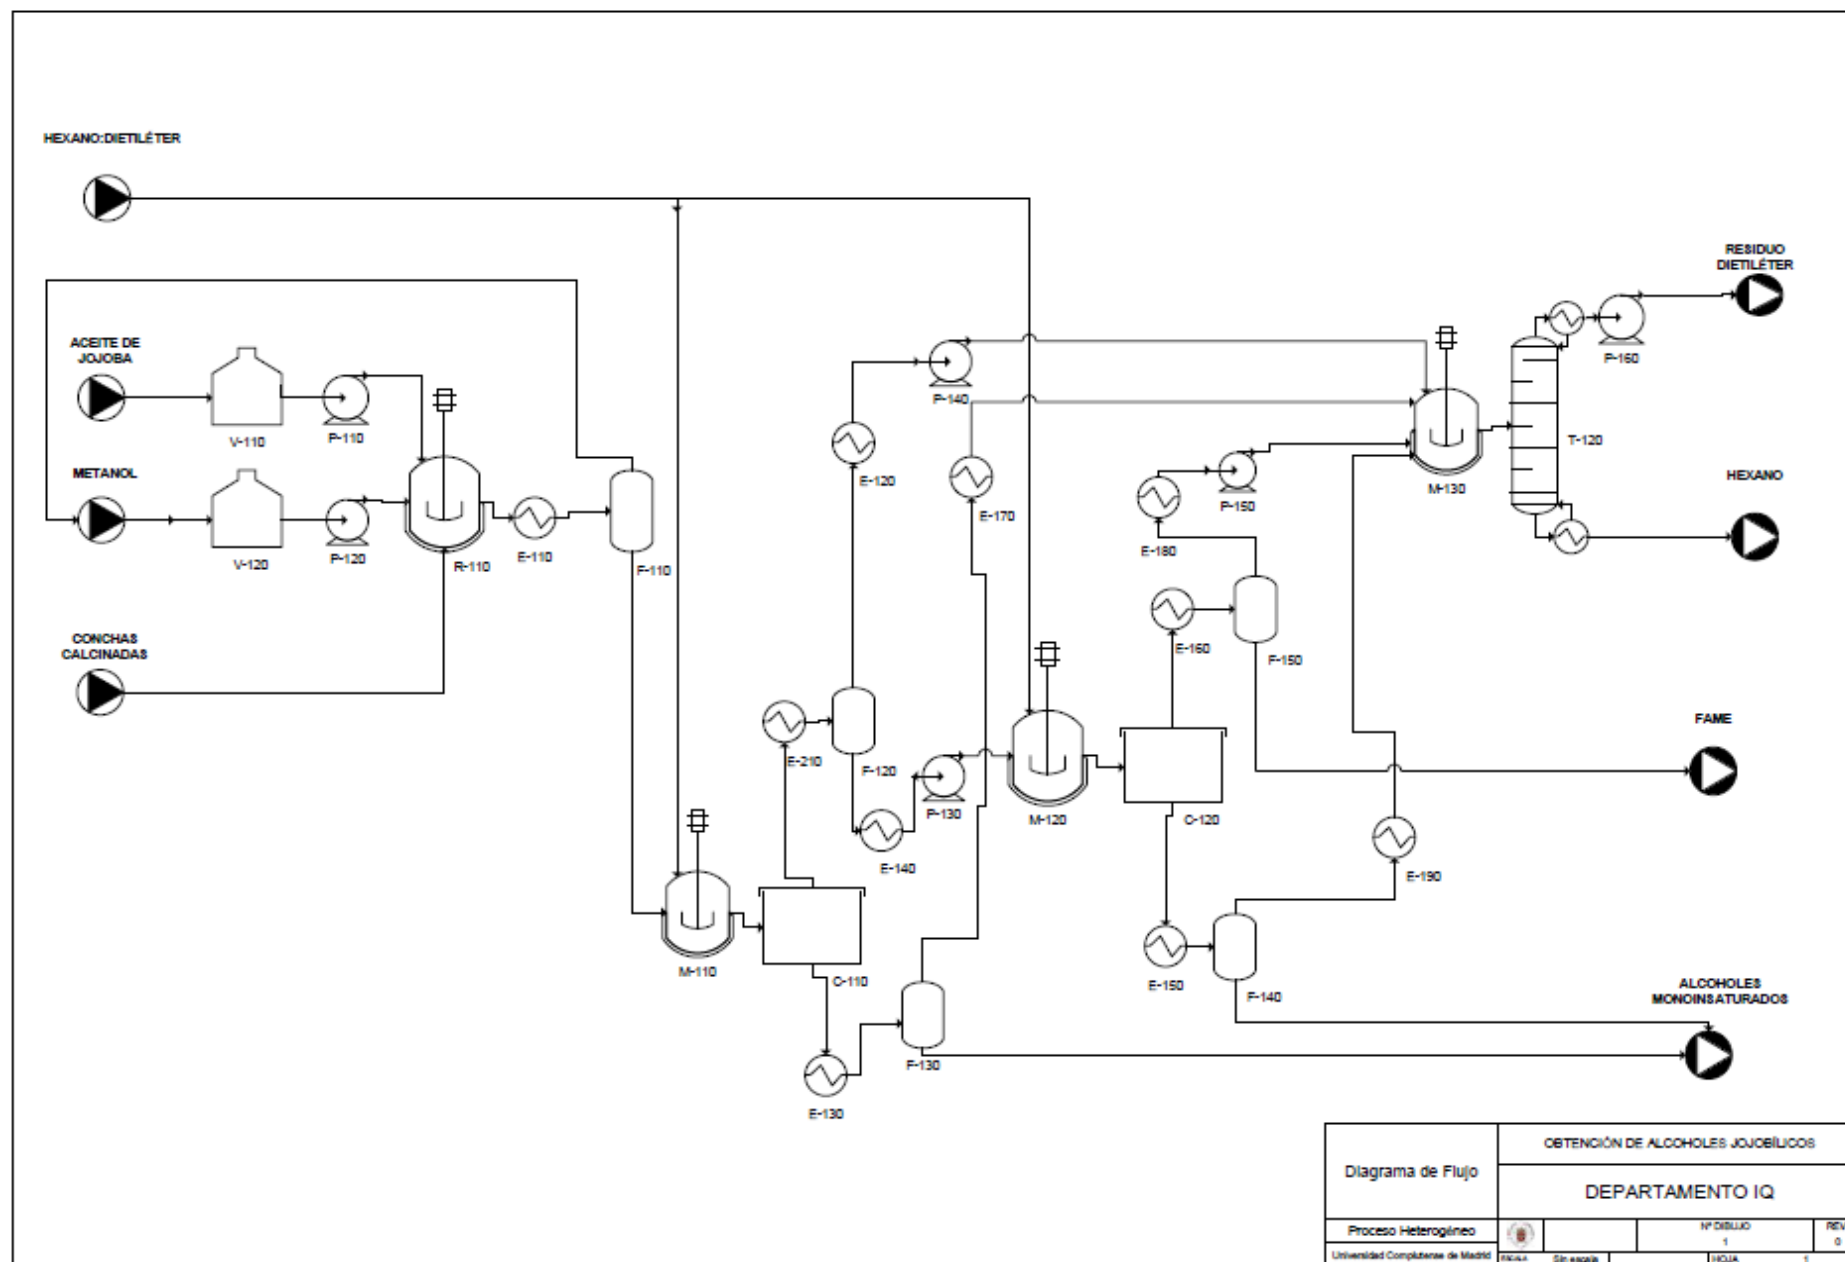 HEXANO:DIETILÉTER
RESIDUO
DIETILÉTER
ACEITE DE
JOJOBA
V-110
P-110
P-140
P-160
T-120
METANOL
E-120
E-170
P-150
M-130
HEXANO
V-120
P-120
R-110
E-110
F-110
E-180
CONCHAS
CALCINADAS
E-160
F-150
FAME
E-210
F-120
P-130
M-120
C-120
E-140
E-190
M-110
C-110
E-150
F-140
ALCOHOLES
MONOINSATURADOS
F-130
E-130
Diagrama de Flujo
OBTENCIÓN DE ALCOHOLES JOJOBÍLICOS
DEPARTAMENTO IQ
Proceso Heterogéneo
Nº DIBUJO
1
REV
0
Universidad Complutense de Madrid
ESCALA
Sin escala
HOJA
1